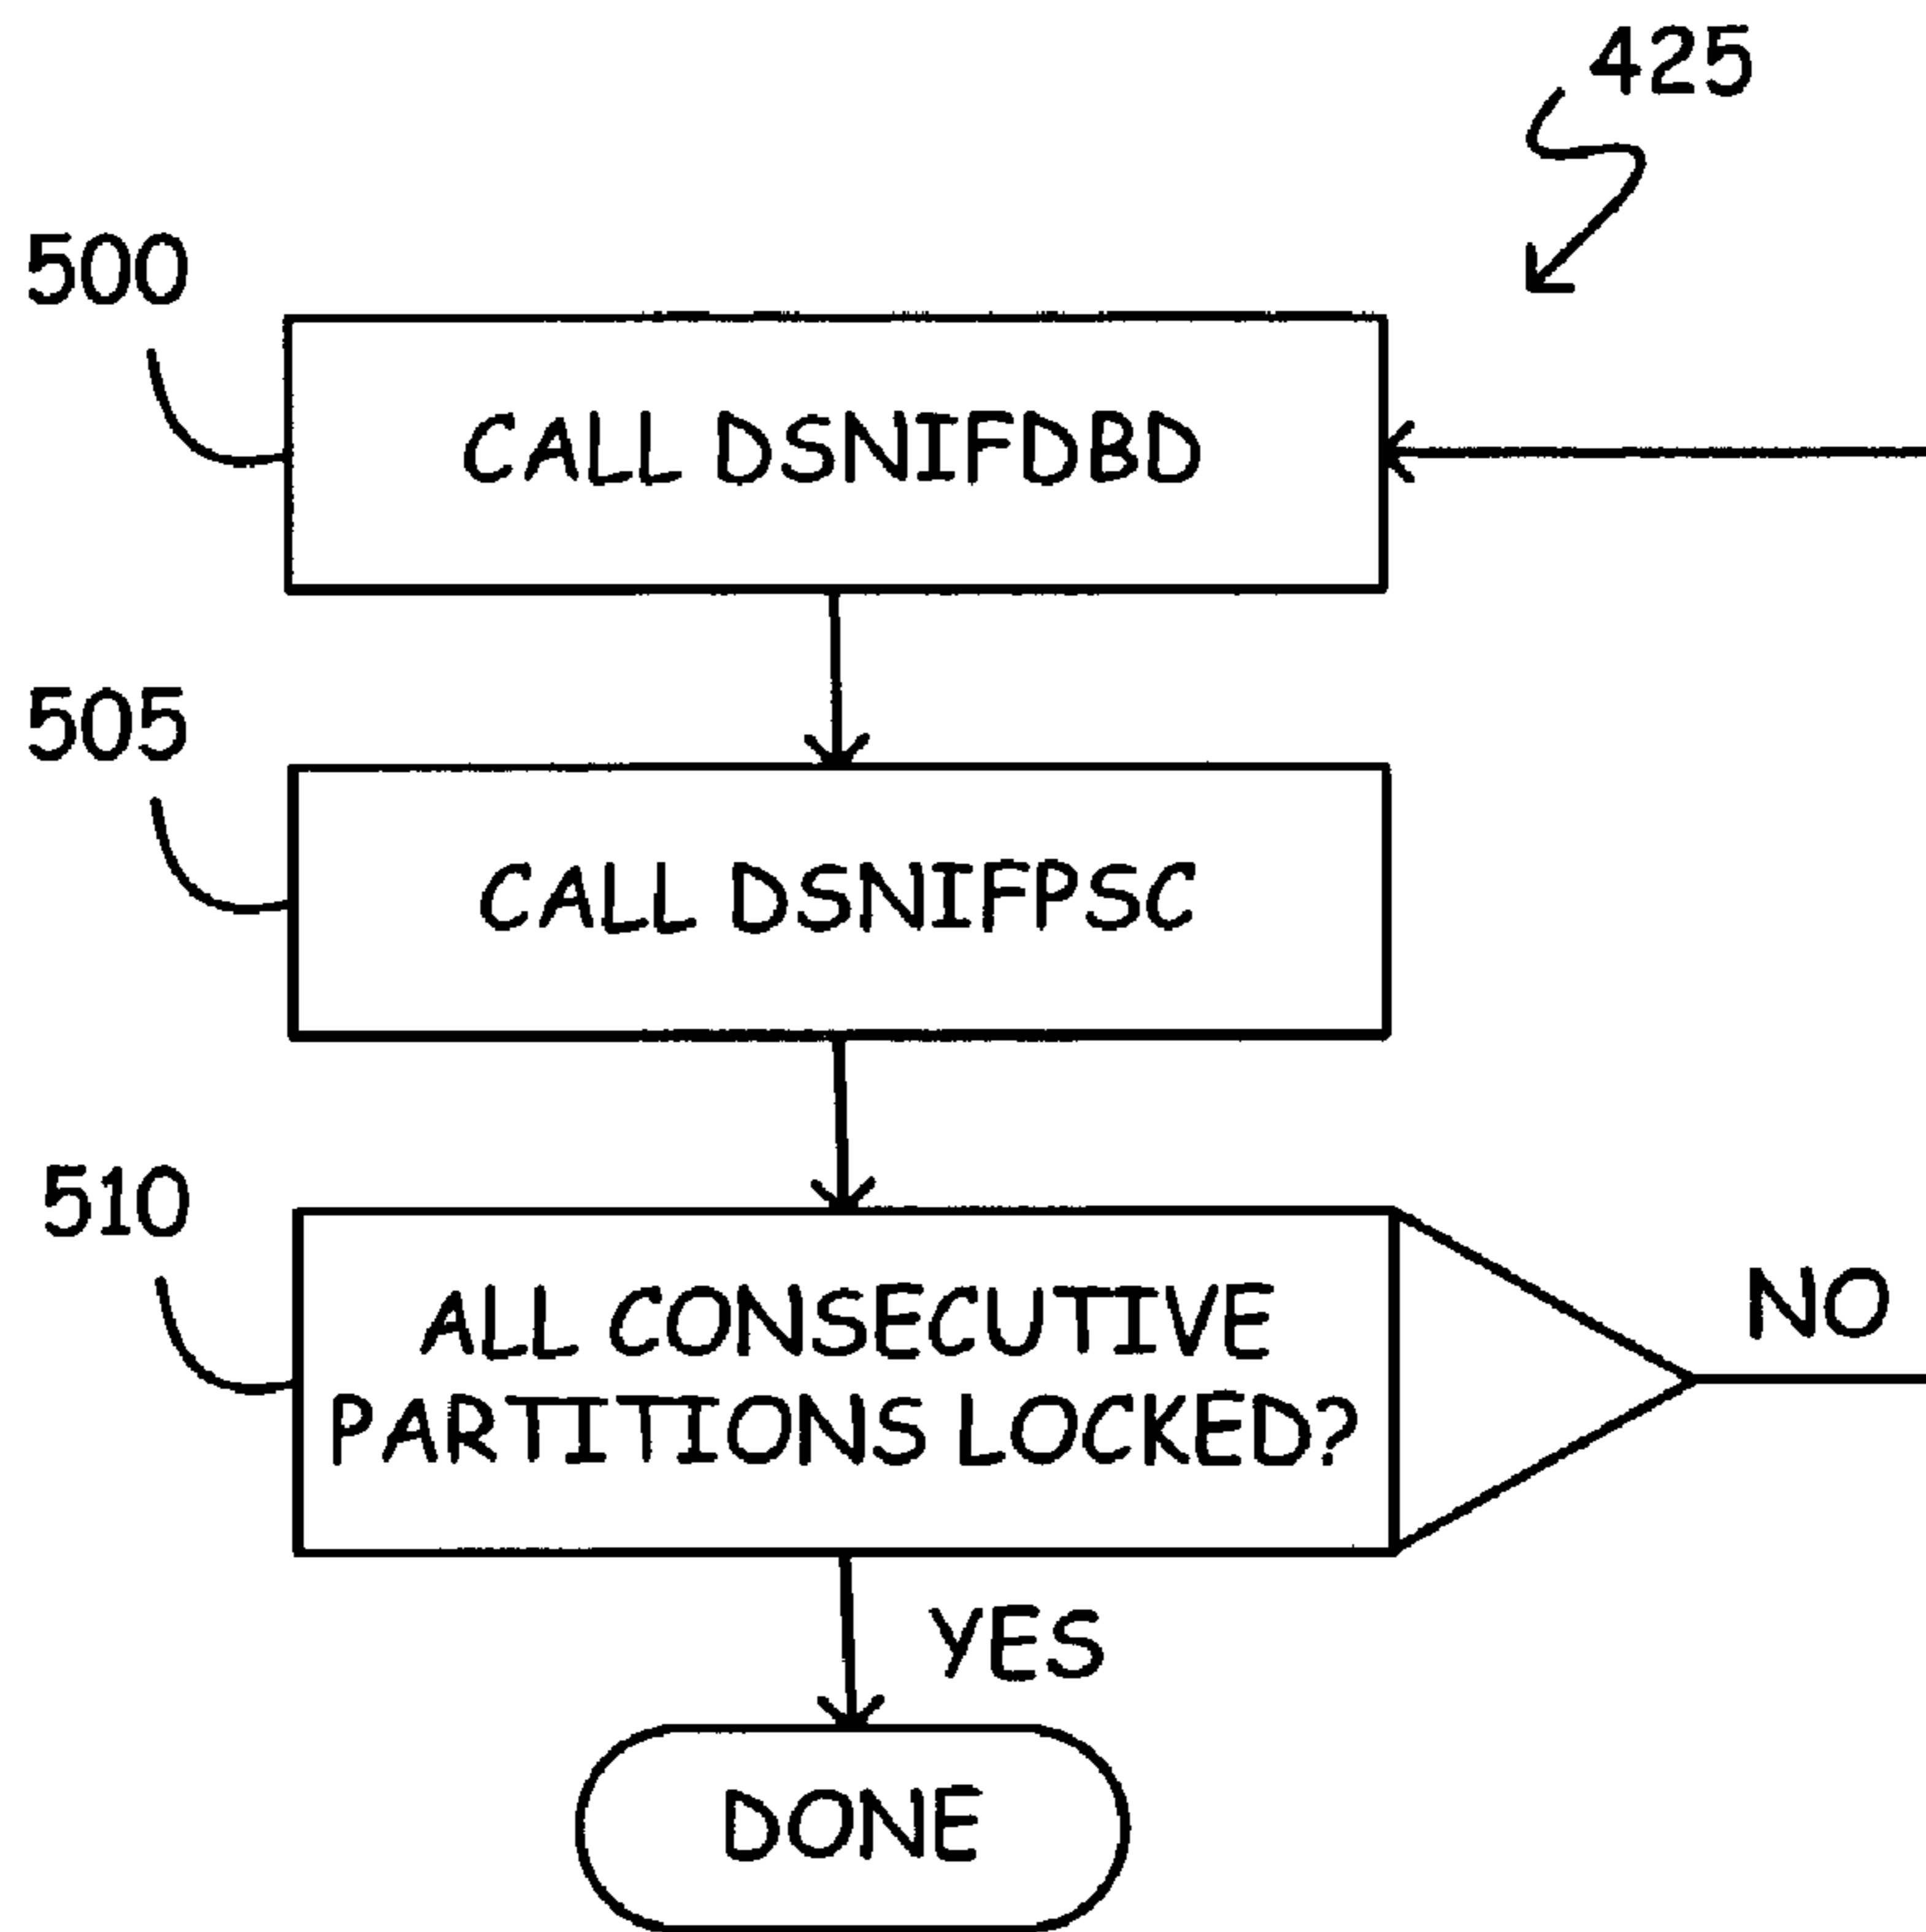 425
500
CALL DSNIFDBD
505
CALL DSNIFPSC
510
ALL CONSECUTIVE
PARTITIONS LOCKED?
NO
YES
DONE